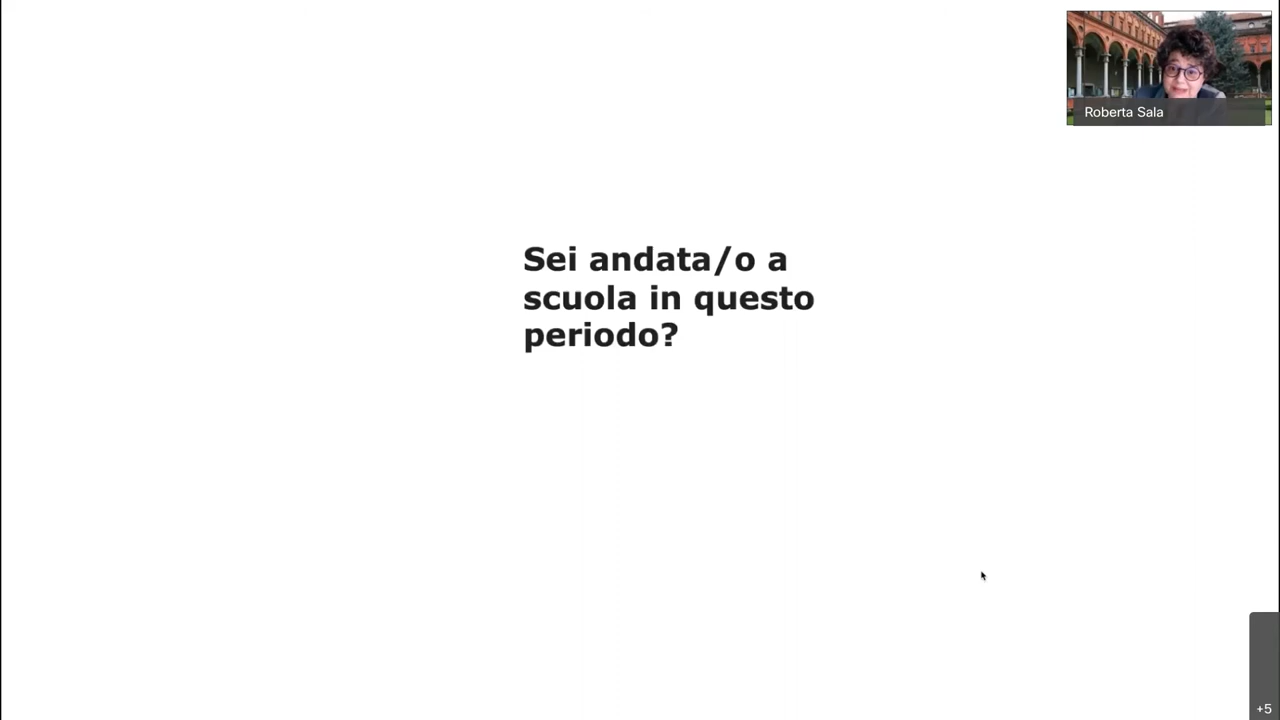 Roberta Sala
Sei andata/o a
scuola in questo
periodo?
+5